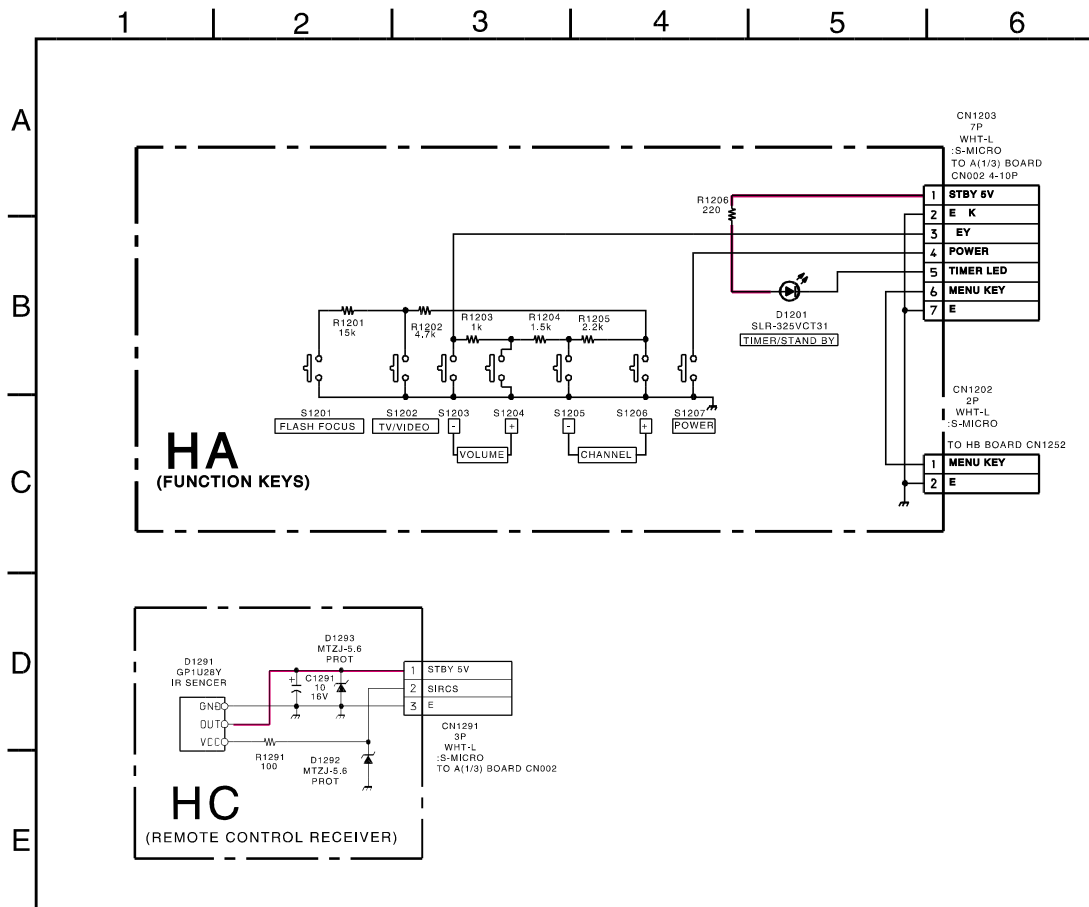 1 2 3 4 5 6
A
B
C
D
E
CN1203
7P
WHT-L
:S-MICRO
TO A(1/3) BOARD
CN002 4-10P
1 STBY 5V
2 E K
3 EY
4 POWER
5 TIMER LED
6 MENU KEY
7 E
R1206
220
D1201
SLR-325VCT31
TIMER/STAND BY
R1201
15k
R1202
4.7k
R1203
1k
R1204
1.5k
R1205
2.2k
S1201
FLASH FOCUS
S1202
TV/VIDEO
S1203
-
S1204
+
VOLUME
S1205
-
S1206
+
CHANNEL
S1207
POWER
HA
(FUNCTION KEYS)
CN1202
2P
WHT-L
:S-MICRO
TO HB BOARD CN1252
1 MENU KEY
2 E
D1291
GP1U28Y
IR SENCER
GND
OUT
VCC
D1293
MTZJ-5.6
PROT
+
C1291
10
16V
1 STBY 5V
2 SIRCS
3 E
CN1291
3P
WHT-L
:S-MICRO
TO A(1/3) BOARD CN002
R1291
100
D1292
MTZJ-5.6
PROT
HC
(REMOTE CONTROL RECEIVER)